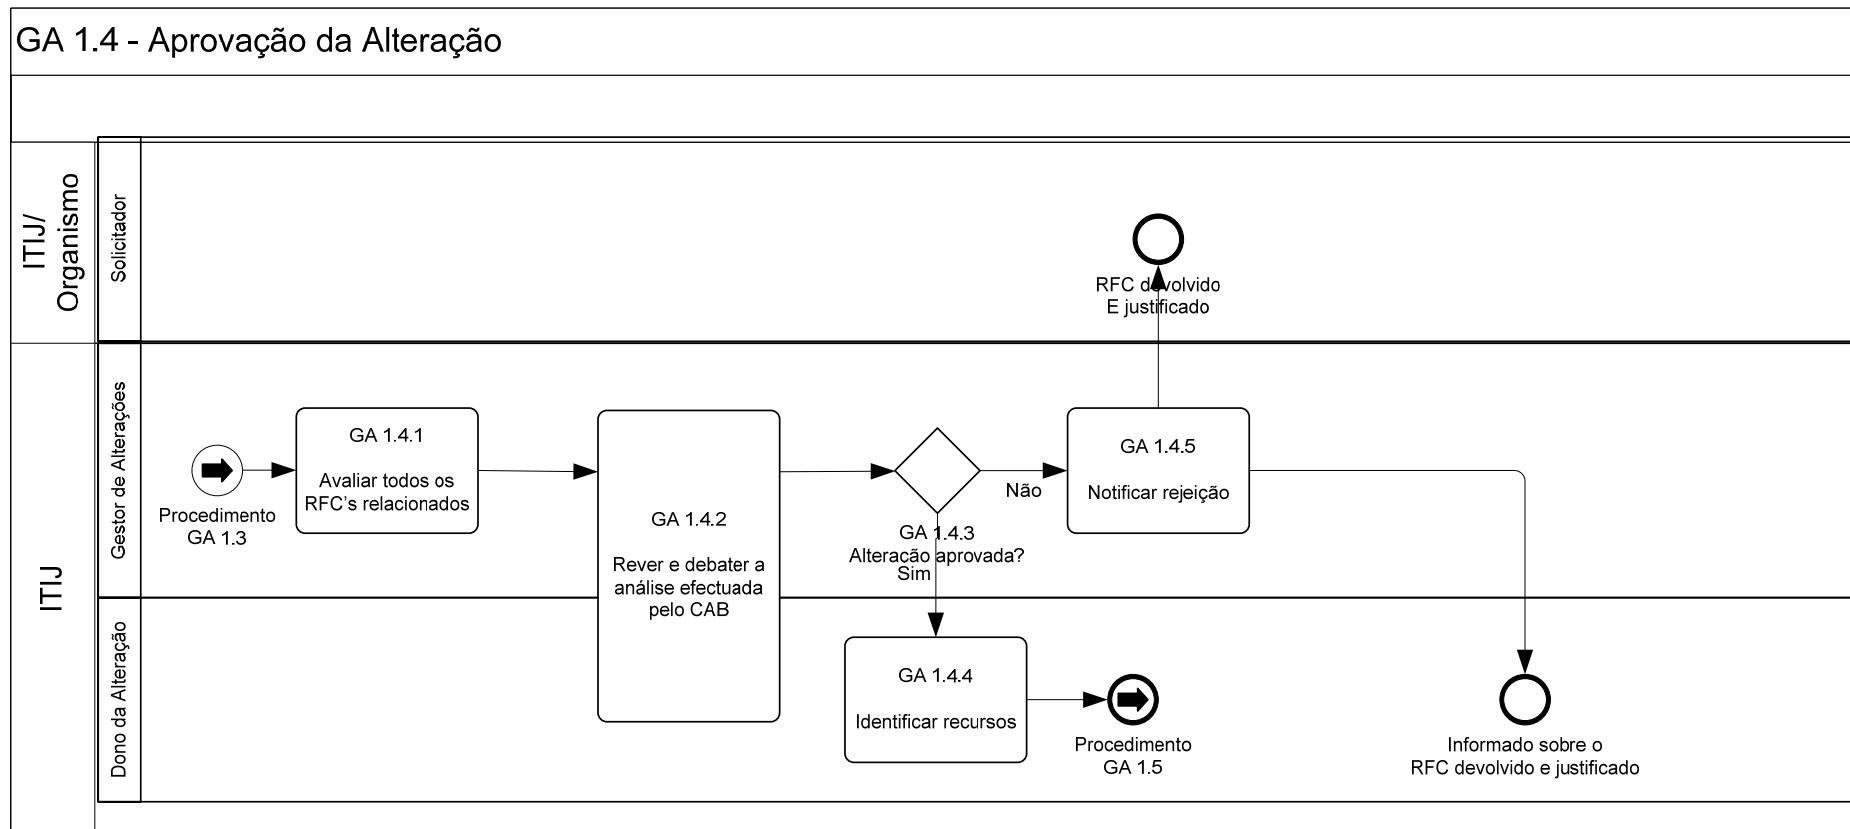 GA 1.4 - Aprovação da Alteração
ITIJ/
Organismo
Solicitador
RFC devolvido
E justificado
ITIJ
Gestor de Alterações
Procedimento
GA 1.3
GA 1.4.1
Avaliar todos os
RFC's relacionados
GA 1.4.2
Rever e debater a
análise efectuada
pelo CAB
GA 1.4.3
Alteração aprovada?
Sim
Não
GA 1.4.5
Notificar rejeição
Dono da Alteração
GA 1.4.4
Identificar recursos
Procedimento
GA 1.5
Informado sobre o
RFC devolvido e justificado